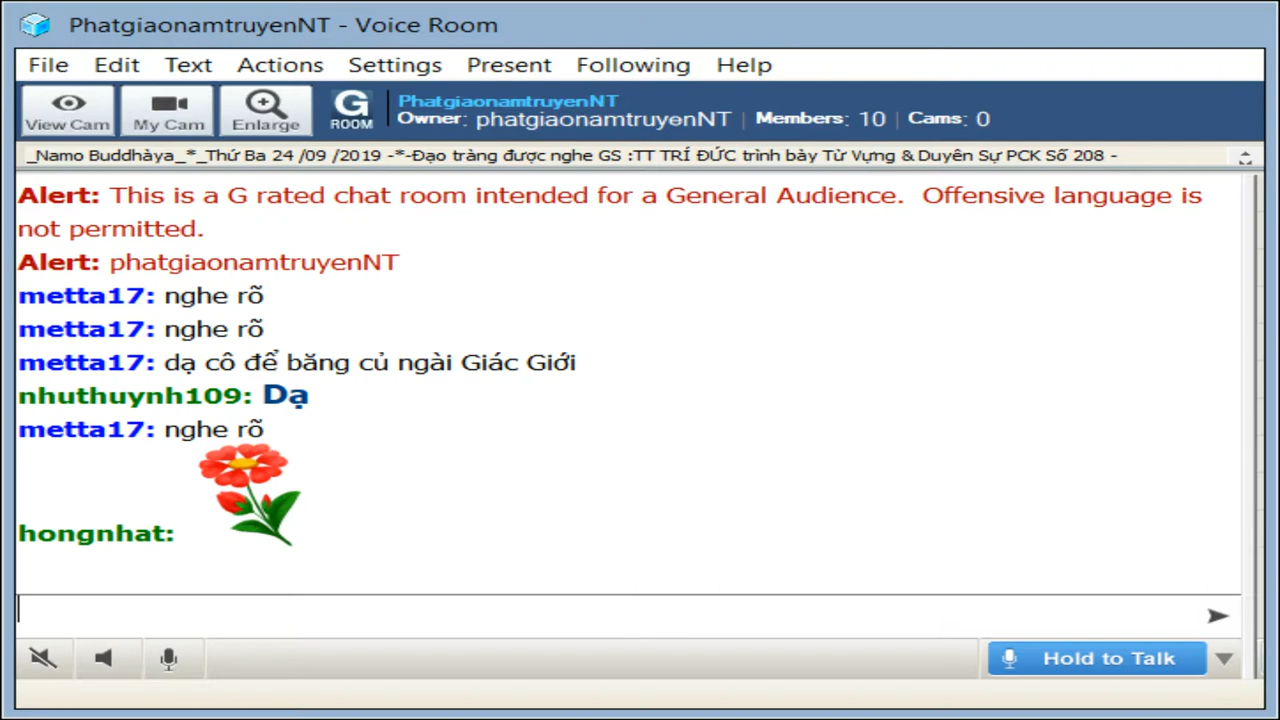 PhatgiaonamtruyenNT - Voice Room
File Edit Text Actions Settings Present Following Help
View Cam My Cam Enlarge G ROOM
PhatgiaonamtruyenNT
Owner: phatgiaonamtruyenNT | Members: 10 | Cams: 0
_Namo Buddhàya_*_Thứ Ba 24 /09 /2019 -*-Đạo tràng được nghe GS :TT TRÍ ĐỨC trình bày Từ Vựng & Duyên Sự PCK Số 208 -
Alert: This is a G rated chat room intended for a General Audience. Offensive language is
not permitted.
Alert: phatgiaonamtruyenNT
metta17: nghe rõ
metta17: nghe rõ
metta17: dạ cô để băng củ ngài Giác Giới
nhuthuynh109: Dạ
metta17: nghe rõ
hongnhat:
Hold to Talk